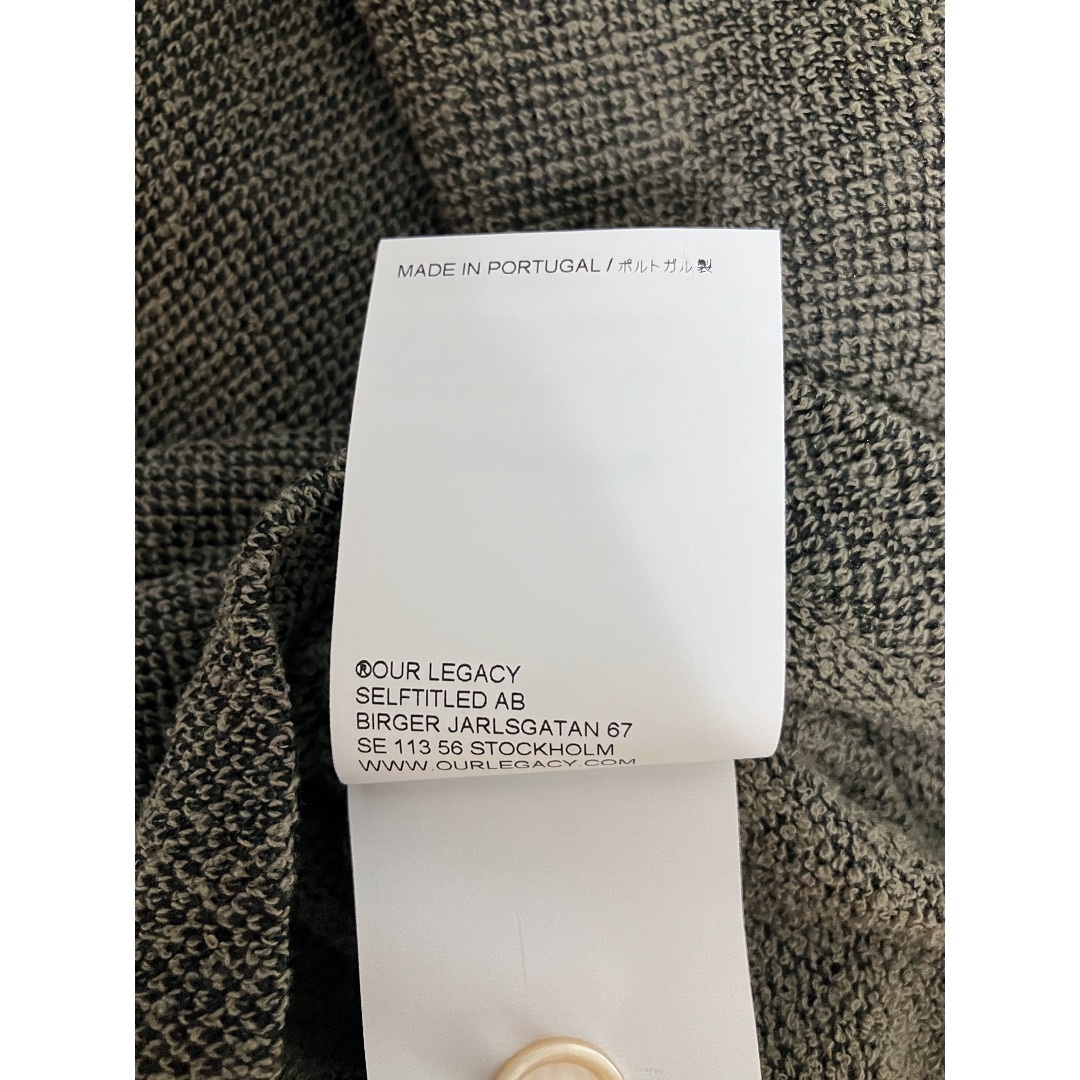 MADE IN PORTUGAL / ポルトガル製
®OUR LEGACY
SELFTITLED AB
BIRGER JARLSGATAN 67
SE 113 56 STOCKHOLM
WWW.OURLEGACY.COM